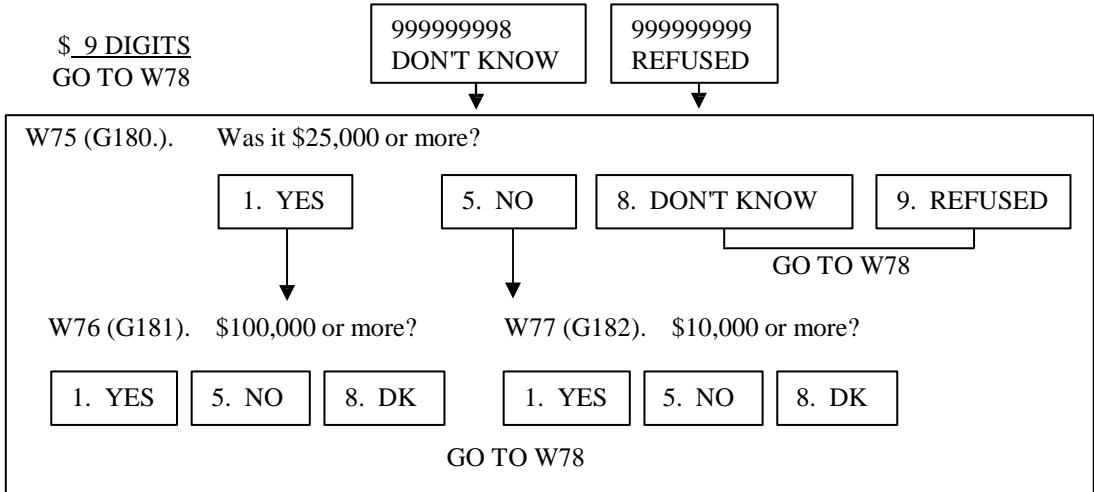 $ 9 DIGITS
GO TO W78
999999998
DON'T KNOW
999999999
REFUSED
W75 (G180.). Was it $25,000 or more?
1. YES
5. NO
8. DON'T KNOW
9. REFUSED
GO TO W78
W76 (G181). $100,000 or more?
W77 (G182). $10,000 or more?
1. YES
5. NO
8. DK
1. YES
5. NO
8. DK
GO TO W78